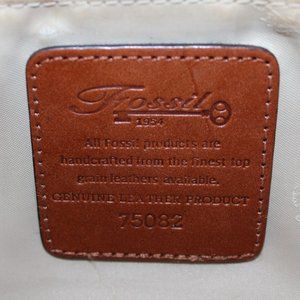 Fossil
1954
All Fossil products are
handcrafted from the finest top
grain leathers available.
GENUINE LEATHER PRODUCT
75082